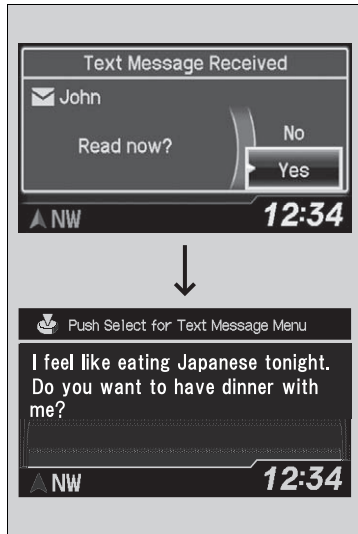 Text Message Received
John
Read now?
No
Yes
NW
12:34
Push Select for Text Message Menu
I feel like eating Japanese tonight.
Do you want to have dinner with
me?
NW
12:34